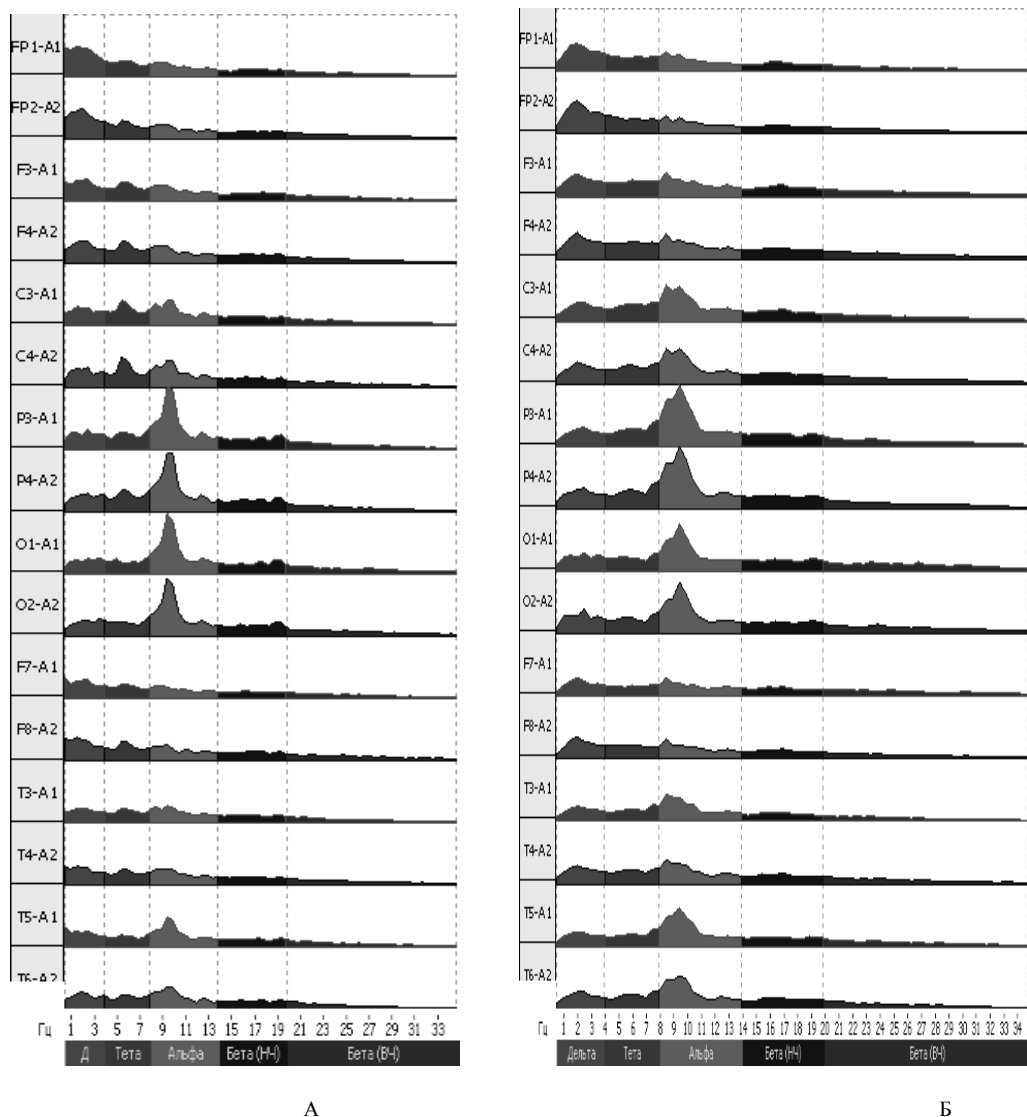 FP1-A1
FP2-A2
F3-A1
F4-A2
C3-A1
C4-A2
P3-A1
P4-A2
O1-A1
O2-A2
F7-A1
F8-A2
T3-A1
T4-A2
T5-A1
T6-A2
Гц 1 3 5 7 9 11 13 15 17 19 21 23 25 27 29 31 33
Д Тета Альфа Бета (НЧ) Бета (ВЧ)
А
FP1-A1
FP2-A2
F3-A1
F4-A2
C3-A1
C4-A2
P3-A1
P4-A2
O1-A1
O2-A2
F7-A1
F8-A2
T3-A1
T4-A2
T5-A1
T6-A2
Гц 1 2 3 4 5 6 7 8 9 10 11 12 13 14 15 16 17 18 19 20 21 22 23 24 25 26 27 28 29 30 31 32 33 34
Дельта Тета Альфа Бета (НЧ) Бета (ВЧ)
Б